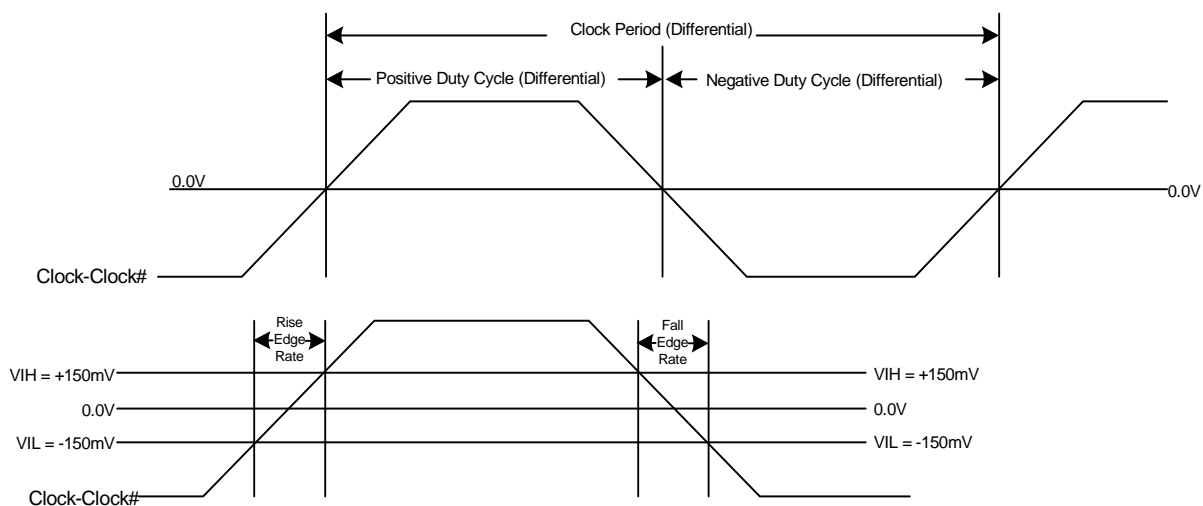 Clock Period (Differential)
Positive Duty Cycle (Differential)
Negative Duty Cycle (Differential)
0.0V
0.0V
Clock-Clock#
Rise
Edge
Rate
Fall
Edge
Rate
VIH = +150mV
VIH = +150mV
0.0V
0.0V
VIL = -150mV
VIL = -150mV
Clock-Clock#